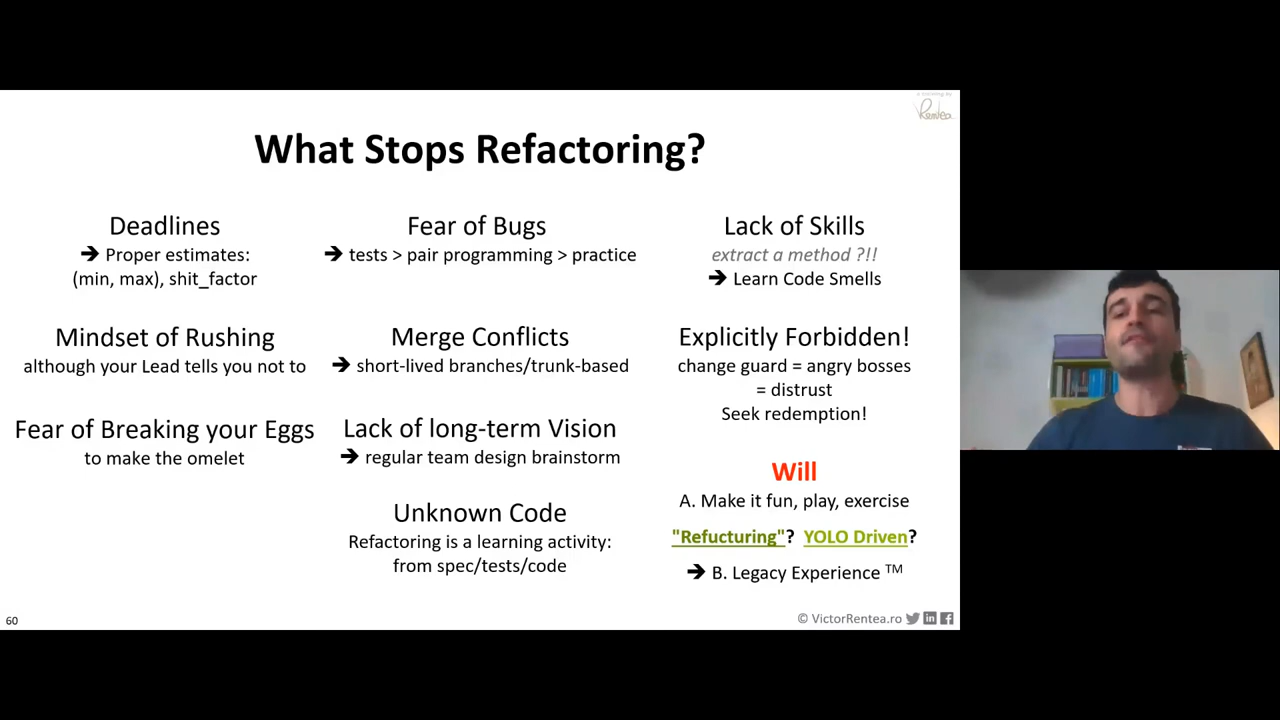 a training by
Rentea
What Stops Refactoring?
Deadlines
➔ Proper estimates:
(min, max), shit_factor
Mindset of Rushing
although your Lead tells you not to
Fear of Breaking your Eggs
to make the omelet
Fear of Bugs
➔ tests > pair programming > practice
Merge Conflicts
➔ short-lived branches/trunk-based
Lack of long-term Vision
➔ regular team design brainstorm
Unknown Code
Refactoring is a learning activity:
from spec/tests/code
Lack of Skills
extract a method ?!!
➔ Learn Code Smells
Explicitly Forbidden!
change guard = angry bosses
= distrust
Seek redemption!
Will
A. Make it fun, play, exercise
"Refucturing"? YOLO Driven?
➔ B. Legacy Experience TM
60
© VictorRentea.ro